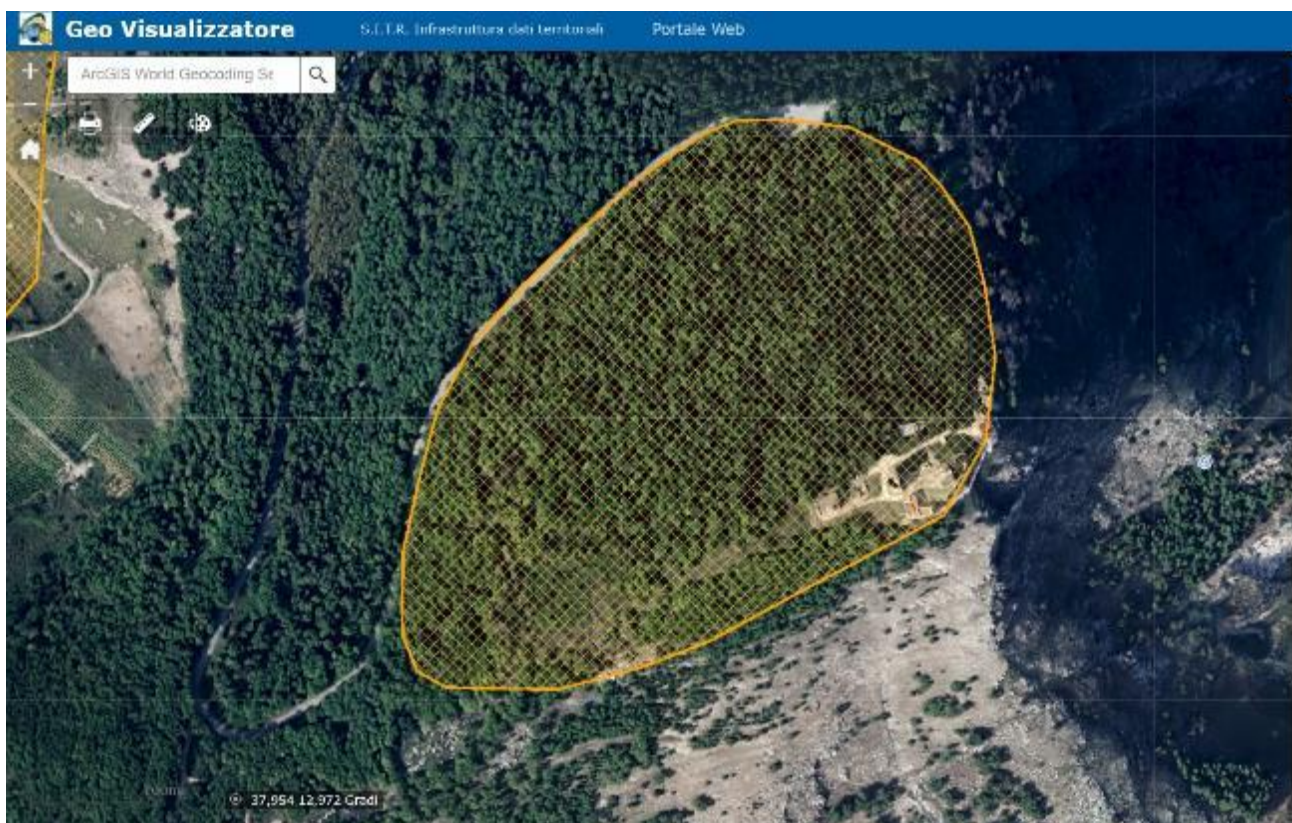 Geo Visualizzatore
S.I.T.R. Infrastruttura dati territoriali
Portale Web
ArcGIS World Geocoding Se
37,954 12,972 Gradi